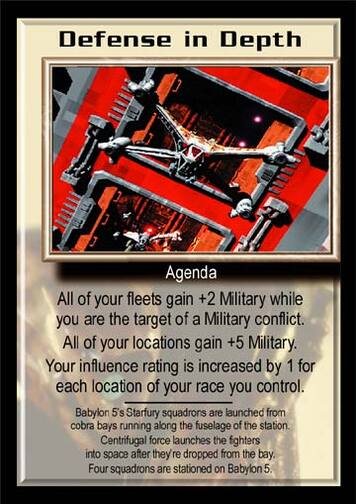 Defense in Depth
Agenda
All of your fleets gain +2 Military while
you are the target of a Military conflict.
All of your locations gain +5 Military.
Your influence rating is increased by 1 for
each location of your race you control.
Babylon 5's Starfury squadrons are launched from
cobra bays running along the fuselage of the station.
Centrifugal force launches the fighters
into space after they're dropped from the bay.
Four squadrons are stationed on Babylon 5.